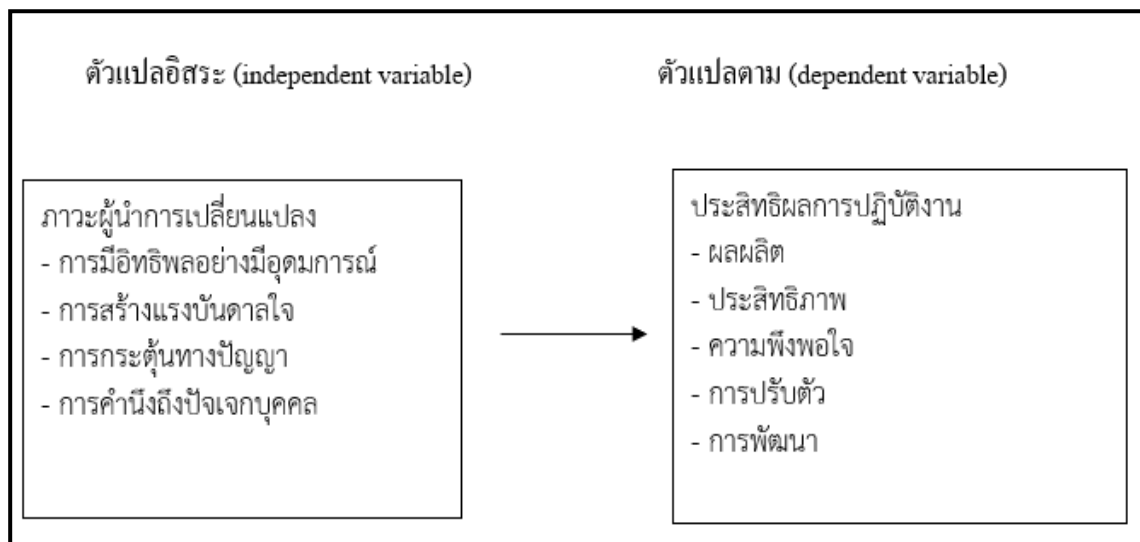 ตัวแปลอิสระ (independent variable)
ตัวแปลตาม (dependent variable)
ภาวะผู้นำการเปลี่ยนแปลง
- การมีอิทธิพลอย่างมีอุดมการณ์
- การสร้างแรงบันดาลใจ
- การกระตุ้นทางปัญญา
- การคำนึงถึงปัจเจกบุคคล
ประสิทธิผลการปฏิบัติงาน
- ผลผลิต
- ประสิทธิภาพ
- ความพึงพอใจ
- การปรับตัว
- การพัฒนา